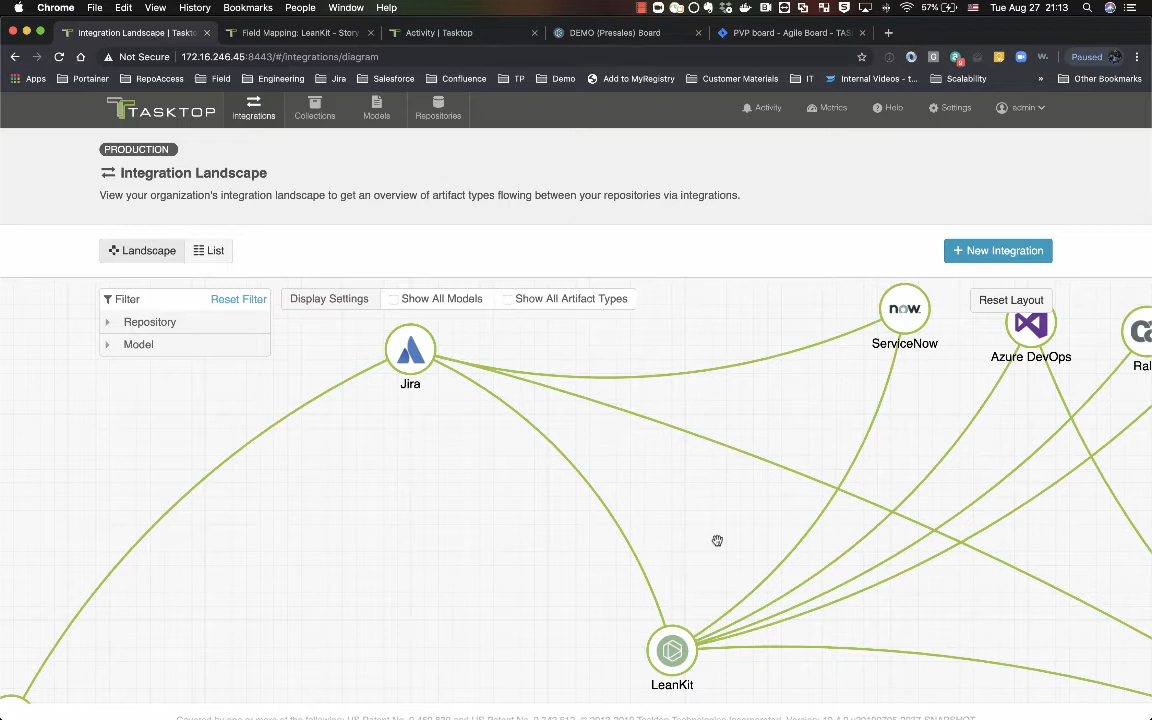 Chrome File Edit View History Bookmarks People Window Help 57% Tue Aug 27 21:13
Integration Landscape | Taskto × Field Mapping: LeanKit - Story × Activity | Tasktop × DEMO (Presales) Board × PVP board - Agile Board - TAS × +
Not Secure 172.16.246.45:8443/#/integrations/diagram Paused
Apps Portainer RepoAccess Field Engineering Jira Salesforce Confluence TP Demo Add to MyRegistry Customer Materials IT Internal Videos - t... Scalability » Other Bookmarks
TASKTOP Integrations Collections Models Repositories Activity Metrics Help Settings admin
PRODUCTION
Integration Landscape
View your organization's integration landscape to get an overview of artifact types flowing between your repositories via integrations.
Landscape List + New Integration
Filter Reset Filter Display Settings Show All Models Show All Artifact Types Reset Layout
Repository
Model
now.
Jira
ServiceNow
Azure DevOps
Ral
LeanKit